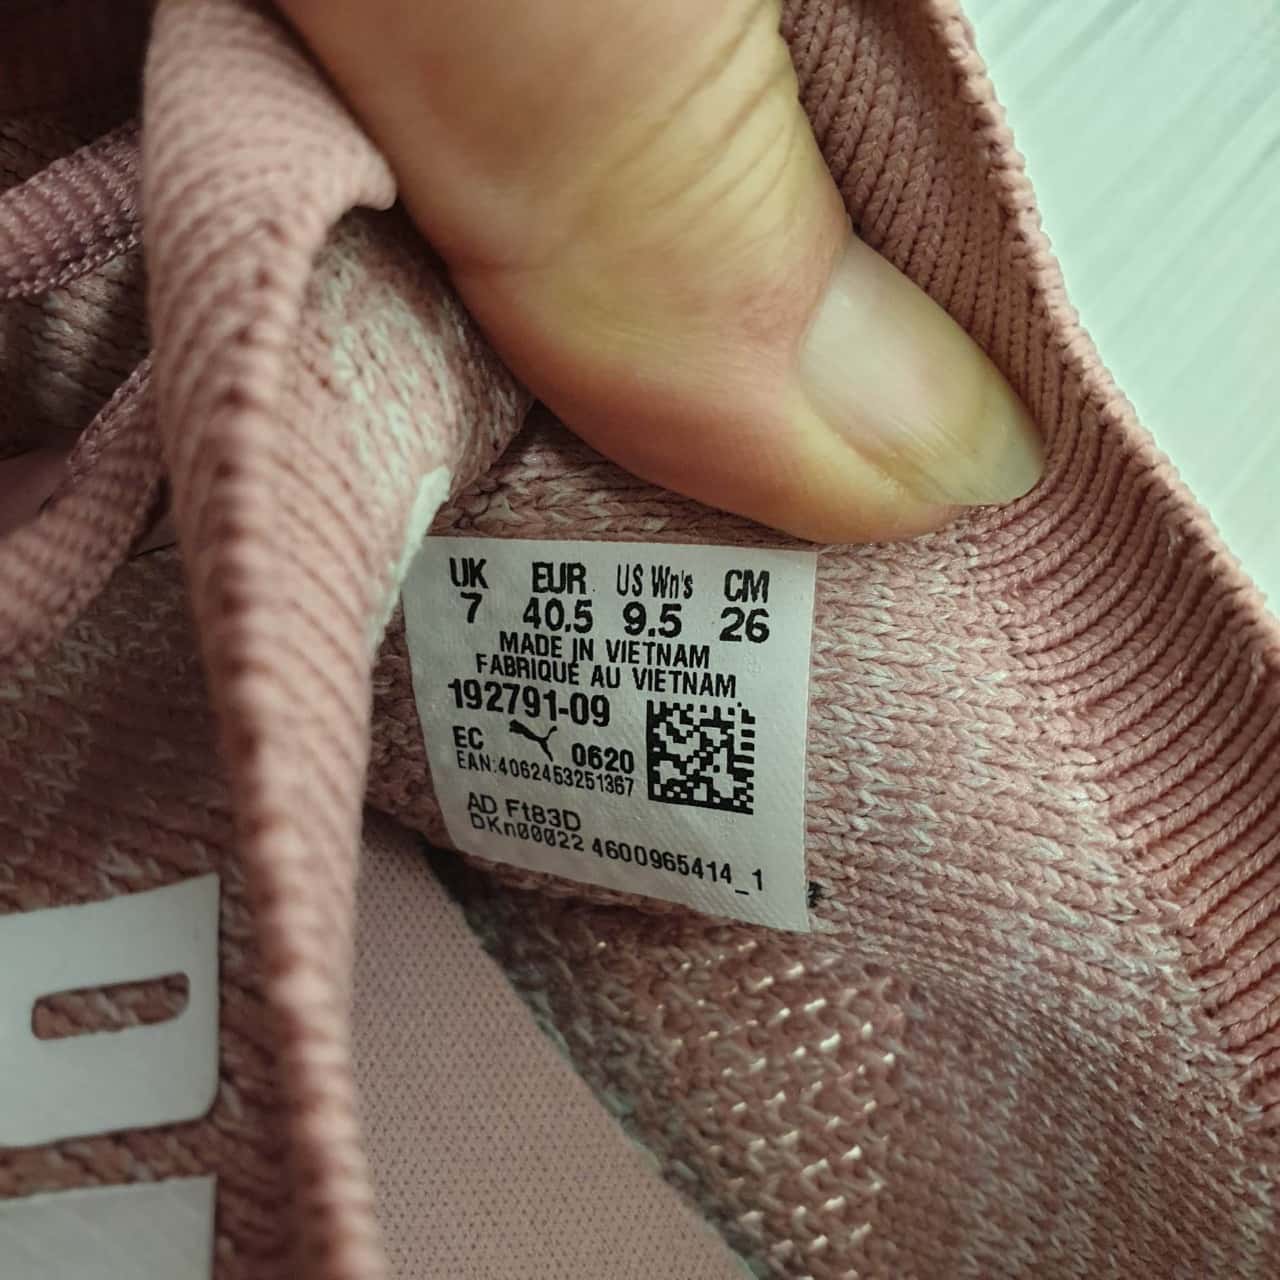 UK EUR US Wn's CM
7 40.5 9.5 26
MADE IN VIETNAM
FABRIQUE AU VIETNAM
192791-09
EC 0620
EAN:4062453251367
AD Ft83D
DKn00022 4600965414_1